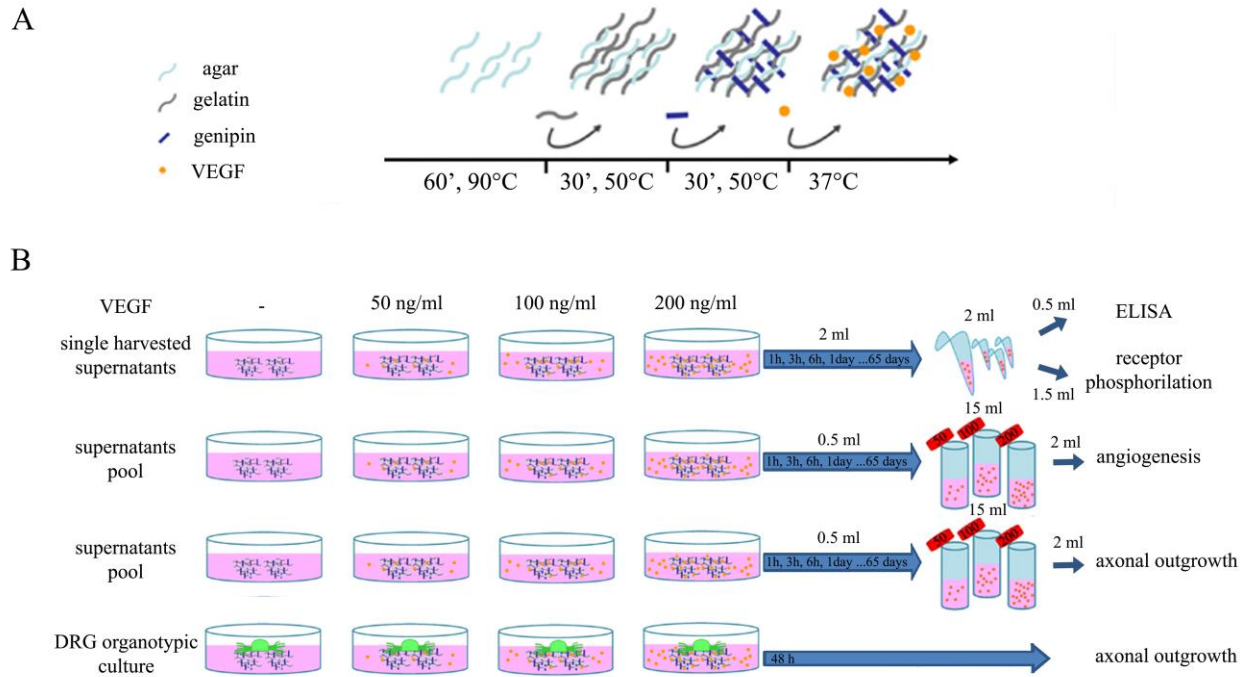 A
agar
gelatin
genipin
VEGF
60’, 90°C
30’, 50°C
30’, 50°C
37°C
B
VEGF
-
50 ng/ml
100 ng/ml
200 ng/ml
single harvested
supernatants
2 ml
1h, 3h, 6h, 1day ...65 days
2 ml
0.5 ml
ELISA
1.5 ml
receptor
phosphorilation
supernatants
pool
0.5 ml
1h, 3h, 6h, 1day ...65 days
15 ml
50
100
200
2 ml
angiogenesis
supernatants
pool
0.5 ml
1h, 3h, 6h, 1day ...65 days
15 ml
50
100
200
2 ml
axonal outgrowth
DRG organotypic
culture
48 h
axonal outgrowth